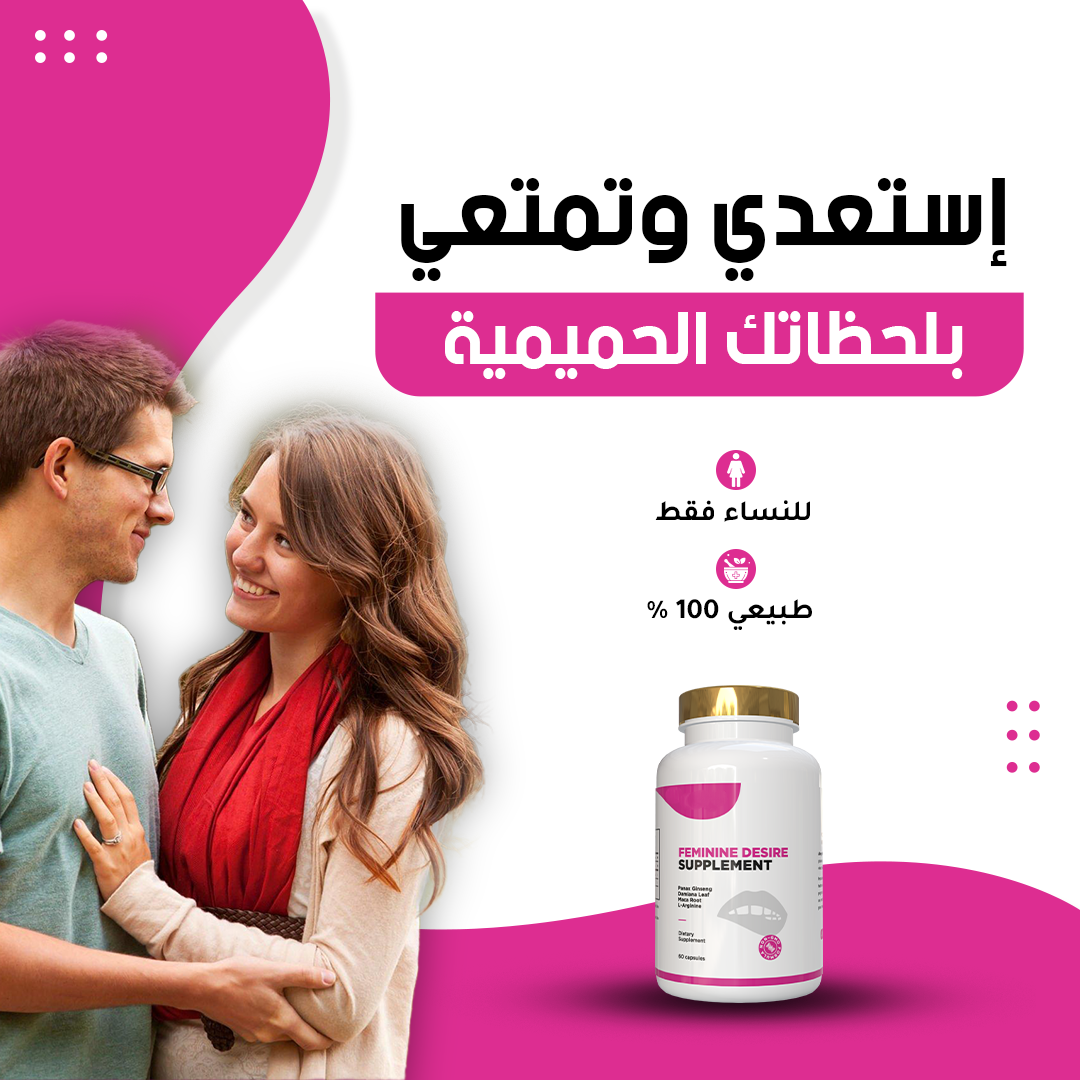 إستعدي وتمتعي
بلحظاتك الحميمية
للنساء فقط
طبيعي 100 %
FEMININE DESIRE
SUPPLEMENT
Panax Ginseng
Damiana Leaf
Maca Root
L-Arginine
Dietary
Supplement
60 capsules